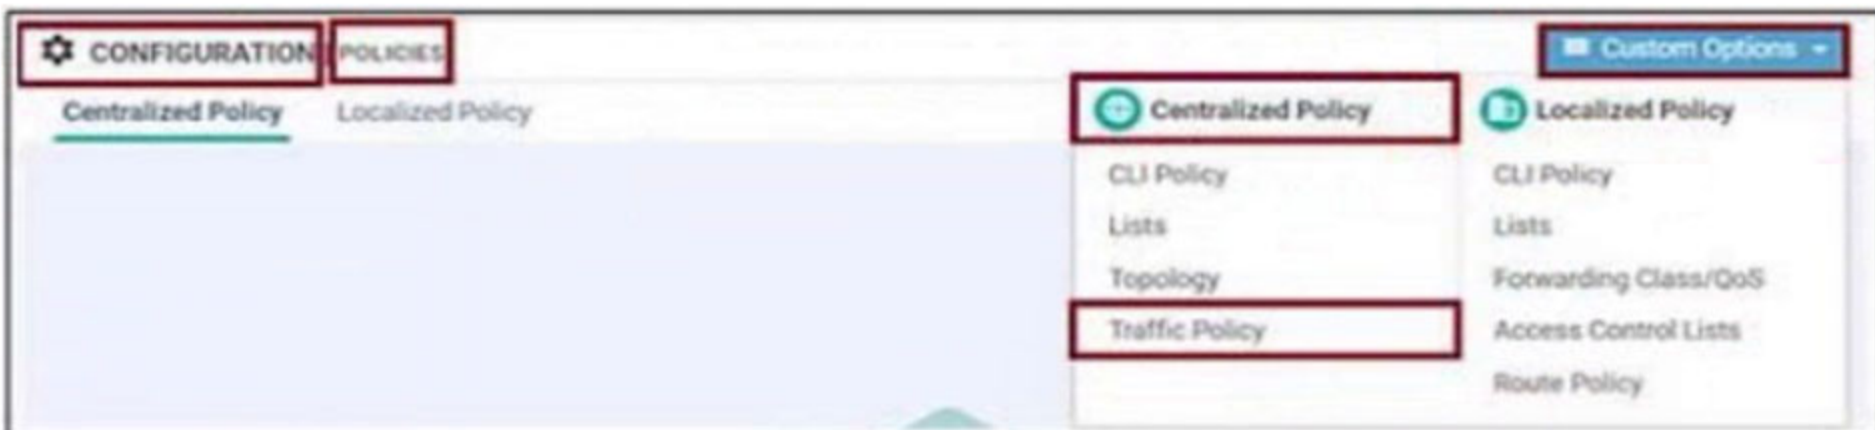 CONFIGURATION POLICIES
Custom Options
Centralized Policy Localized Policy
Centralized Policy
CLI Policy
Lists
Topology
Traffic Policy
Localized Policy
CLI Policy
Lists
Forwarding Class/QoS
Access Control Lists
Route Policy